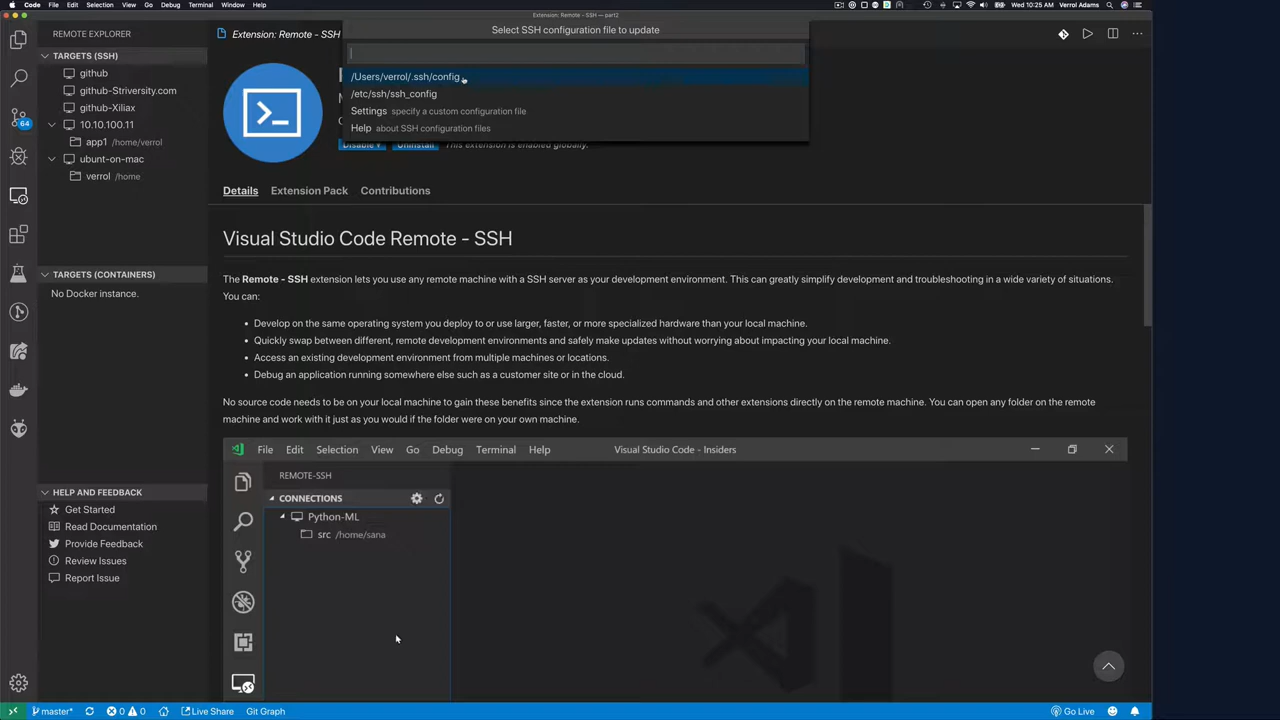 Code File Edit Selection View Go Debug Terminal Window Help
Wed 10:25 AM Verrol Adams
Extension: Remote - SSH — part2
REMOTE EXPLORER
Extension: Remote - SSH
Select SSH configuration file to update
TARGETS (SSH)
github
github-Striversity.com
github-Xiliax
10.10.100.11
app1 /home/verrol
ubunt-on-mac
verrol /home
/Users/verrol/.ssh/config
/etc/ssh/ssh_config
Settings specify a custom configuration file
Help about SSH configuration files
Disable Uninstall This extension is enabled globally.
64
Details Extension Pack Contributions
Visual Studio Code Remote - SSH
The Remote - SSH extension lets you use any remote machine with a SSH server as your development environment. This can greatly simplify development and troubleshooting in a wide variety of situations.
You can:
Develop on the same operating system you deploy to or use larger, faster, or more specialized hardware than your local machine.
Quickly swap between different, remote development environments and safely make updates without worrying about impacting your local machine.
Access an existing development environment from multiple machines or locations.
Debug an application running somewhere else such as a customer site or in the cloud.
No source code needs to be on your local machine to gain these benefits since the extension runs commands and other extensions directly on the remote machine. You can open any folder on the remote
machine and work with it just as you would if the folder were on your own machine.
TARGETS (CONTAINERS)
No Docker instance.
File Edit Selection View Go Debug Terminal Help
Visual Studio Code - Insiders
REMOTE-SSH
CONNECTIONS
Python-ML
src /home/sana
HELP AND FEEDBACK
Get Started
Read Documentation
Provide Feedback
Review Issues
Report Issue
master* 0 0 Live Share Git Graph
Go Live